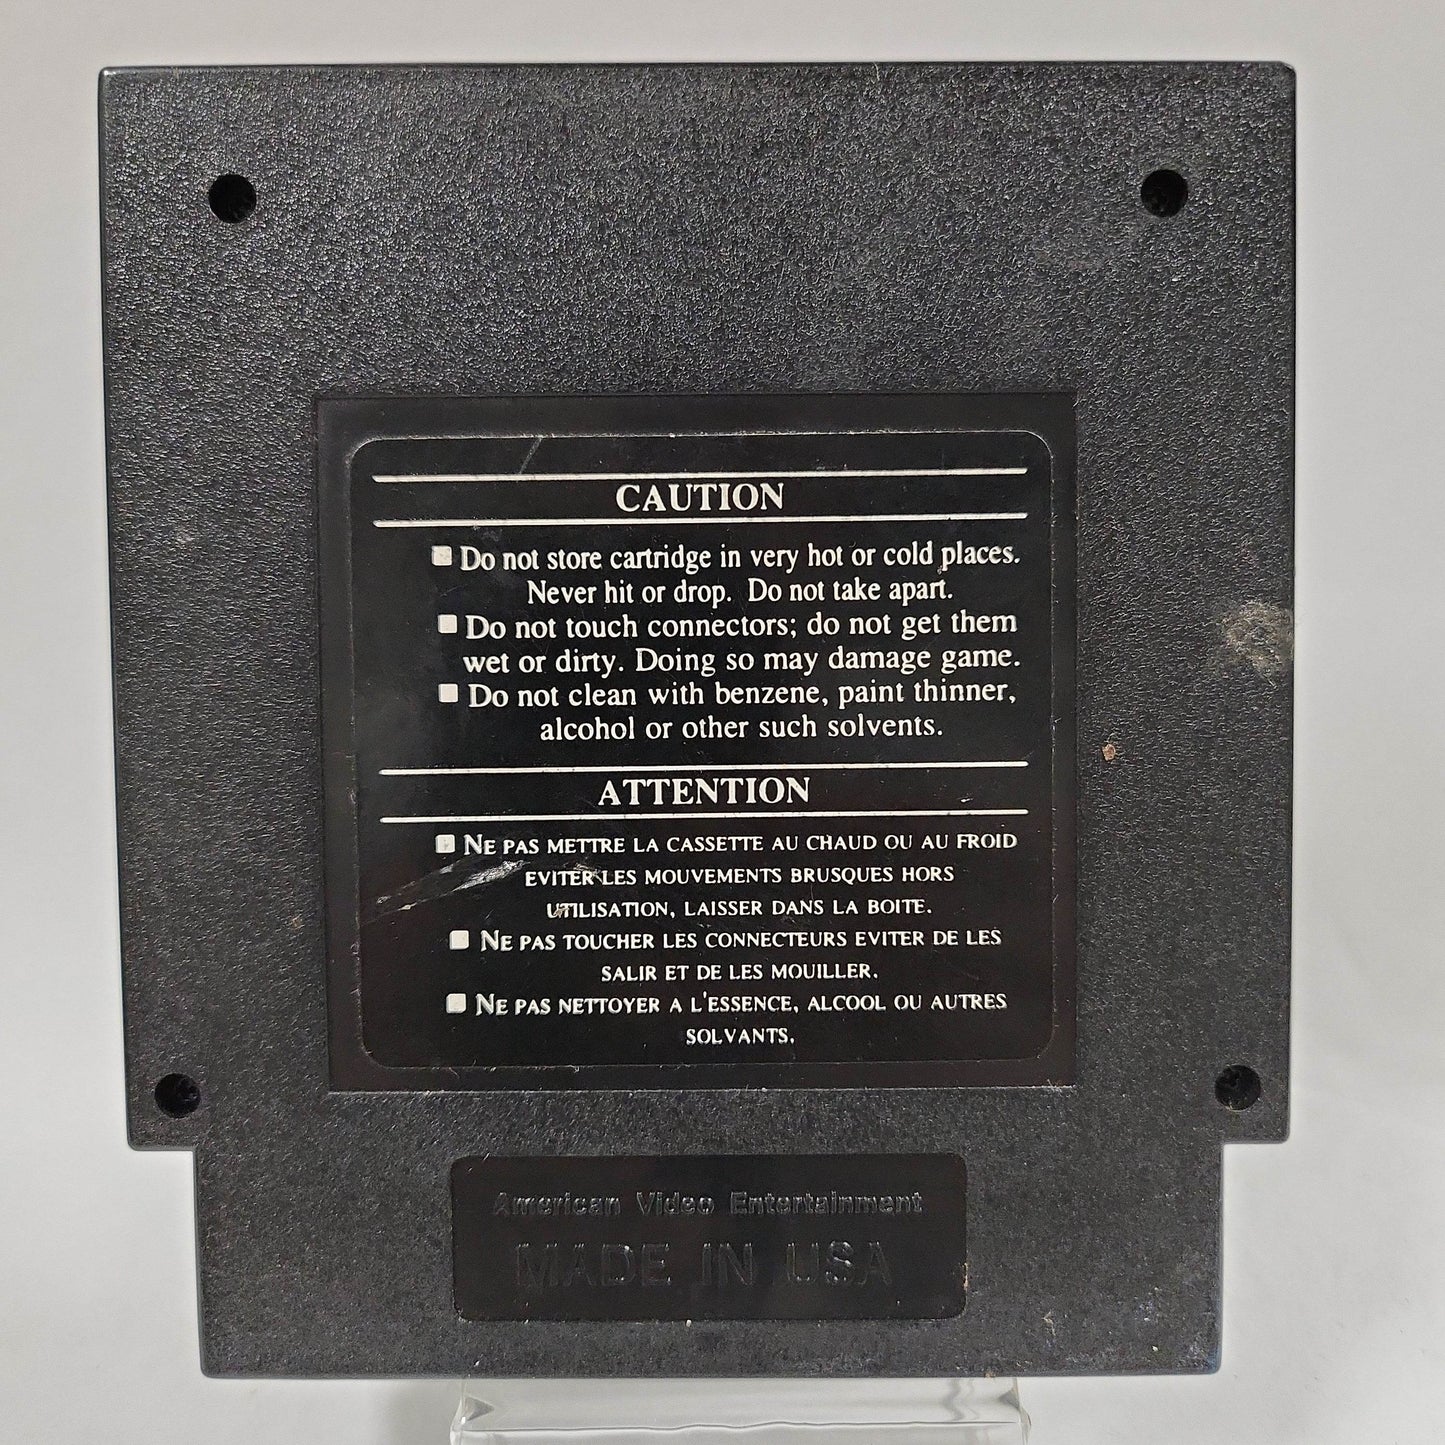 CAUTION
Do not store cartridge in very hot or cold places.
Never hit or drop. Do not take apart.
Do not touch connectors; do not get them
wet or dirty. Doing so may damage game.
Do not clean with benzene, paint thinner,
alcohol or other such solvents.
ATTENTION
NE PAS METTRE LA CASSETTE AU CHAUD OU AU FROID
EVITER LES MOUVEMENTS BRUSQUES HORS
UTILISATION, LAISSER DANS LA BOITE.
NE PAS TOUCHER LES CONNECTEURS EVITER DE LES
SALIR ET DE LES MOUILLER.
NE PAS NETTOYER A L'ESSENCE, ALCOOL OU AUTRES
SOLVANTS.
American Video Entertainment
MADE IN USA